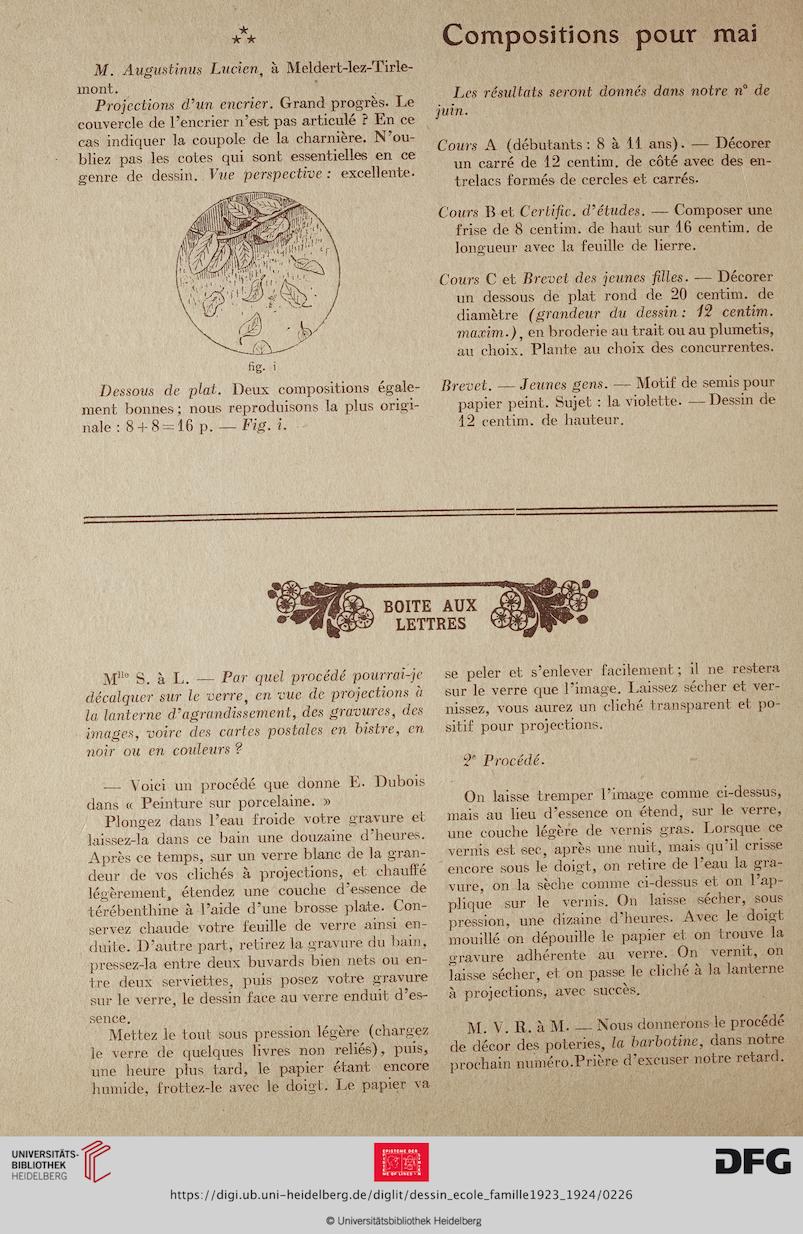 M. Augustinus Lucien, à Meldert-lez-Tirle-
mont.
Projections d'un encrier. Grand progrès. Le
couvercle de l'encrier n'est pas articulé ? En ce
cas indiquer la coupole de la charnière. N'ou-
bliez pas les cotes qui sont essentielles en ce
genre de dessin. Vue perspective : excellente.
fig. i
Dessous de plat. Deux compositions égale-
ment bonnes ; nous reproduisons la plus origi-
nale : 8 + 8 = 16 p. — Fig. i.
Compositions pour mai
Les résultats seront donnés dans notre n° de
juin.
Cours A (débutants : 8 à 11 ans). — Décorer
un carré de 12 centim. de côté avec des en-
trelacs formés de cercles et carrés.
Cours B et Certific. d'études. — Composer une
frise de 8 centim. de haut sur 16 centim. de
longueur avec la feuille de lierre.
Cours C et Brevet des jeunes filles. — Décorer
un dessous de plat rond de 20 centim. de
diamètre (grandeur du dessin : 12 centim.
maxim.), en broderie au trait ou au plumetis,
au choix. Plante au choix des concurrentes.
Brevet. — Jeunes gens. — Motif de semis pour
papier peint. Sujet : la violette. — Dessin de
12 centim. de hauteur.
BOITE AUX
LETTRES
Mlle S. à L. — Par quel procédé pourrai-je
décalquer sur le verre, en vue de projections à
la lanterne d'agrandissement, des gravures, des
images, voire des cartes postales en bistre, en
noir ou en couleurs ?
— Voici un procédé que donne E. Dubois
dans « Peinture sur porcelaine. »
Plongez dans l'eau froide votre gravure et
laissez-la dans ce bain une douzaine d'heures.
Après ce temps, sur un verre blanc de la gran-
deur de vos clichés à projections, et chauffé
légèrement, étendez une couche d'essence de
térébenthine à l'aide d'une brosse plate. Con-
servez chaude votre feuille de verre ainsi en-
duite. D'autre part, retirez la gravure du bain,
pressez-la entre deux buvards bien nets ou en-
tre deux serviettes, puis posez votre gravure
sur le verre, le dessin face au verre enduit d'es-
sence.
Mettez le tout sous pression légère (chargez
le verre de quelques livres non reliés), puis,
une heure plus tard, le papier étant encore
humide, frottez-le avec le doigt. Le papier va
se peler et s'enlever facilement ; il ne restera
sur le verre que l'image. Laissez sécher et ver-
nissez, vous aurez un cliché transparent et po-
sitif pour projections.
2e Procédé.
On laisse tremper l'image comme ci-dessus,
mais au lieu d'essence on étend, sur le verre,
une couche légère de vernis gras. Lorsque ce
vernis est sec, après une nuit, mais qu'il crisse
encore sous le doigt, on retire de l'eau la gra-
vure, on la sèche comme ci-dessus et on l'ap-
plique sur le vernis. On laisse sécher, sous
pression, une dizaine d'heures. Avec le doigt
mouillé on dépouille le papier et on trouve la
gravure adhérente au verre. On vernit, on
laisse sécher, et on passe le cliché à la lanterne
à projections, avec succès.
M. V. R. à M. — Nous donnerons le procédé
de décor des poteries, la barbotine, dans notre
prochain numéro. Prière d'excuser notre retard.
UNIVERSITÄTS-
BIBLIOTHEK
HEIDELBERG
DFG
https://digi.ub.uni-heidelberg.de/diglit/dessin_ecole_famille1923_1924/0226
© Universitätsbibliothek Heidelberg